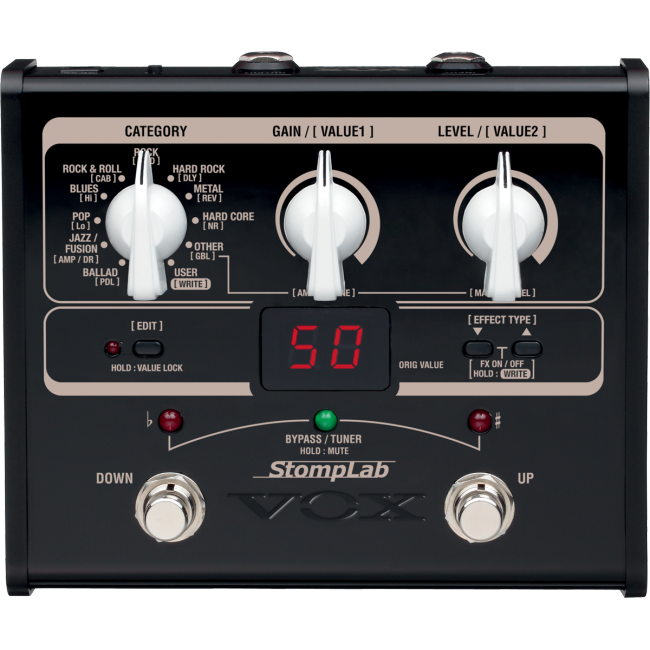 VOX
CATEGORY
GAIN / [ VALUE1 ]
LEVEL / [ VALUE2 ]
ROCK & ROLL
[ CAB ]
HARD ROCK
[ DLY ]
BLUES
[ Hi ]
METAL
[ REV ]
POP
[ Lo ]
HARD CORE
[ NR ]
JAZZ /
FUSION
[ AMP / DR ]
OTHER
[ GBL ]
BALLAD
[ PDL ]
USER
[ WRITE ]
[ EDIT ]
HOLD : VALUE LOCK
50
ORIG VALUE
[ EFFECT TYPE ]
▼ ▲
FX ON / OFF
[ HOLD : WRITE ]
♭ ♯
BYPASS / TUNER
HOLD : MUTE
StompLab
DOWN
UP
VOX